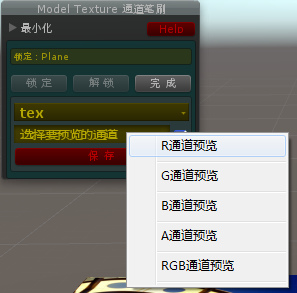 Model Texture 通道笔刷
最小化
Help
锁定：Plane
锁 定
解 锁
完 成
tex
选择要预览的通道
保 存
R通道预览
G通道预览
B通道预览
A通道预览
RGB通道预览